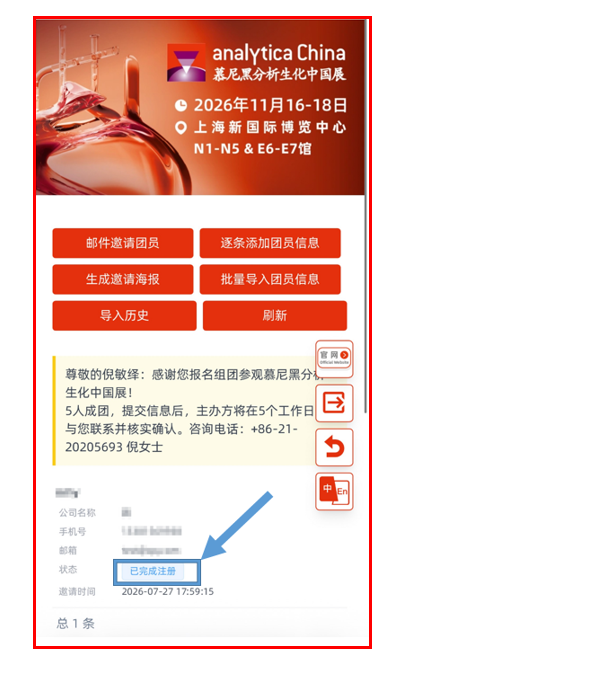 analytica China
慕尼黑分析生化中国展
2026年11月16-18日
上海新国际博览中心
N1-N5 & E6-E7馆
邮件邀请团员
逐条添加团员信息
生成邀请海报
批量导入团员信息
导入历史
刷新
官网
Official Website
尊敬的倪敏绎：感谢您报名组团参观慕尼黑分析
生化中国展！
5人成团，提交信息后，主办方将在5个工作日
与您联系并核实确认。咨询电话：+86-21-
20205693 倪女士
中 En
公司名称
手机号
邮箱
状态 已完成注册
邀请时间 2026-07-27 17:59:15
总 1 条